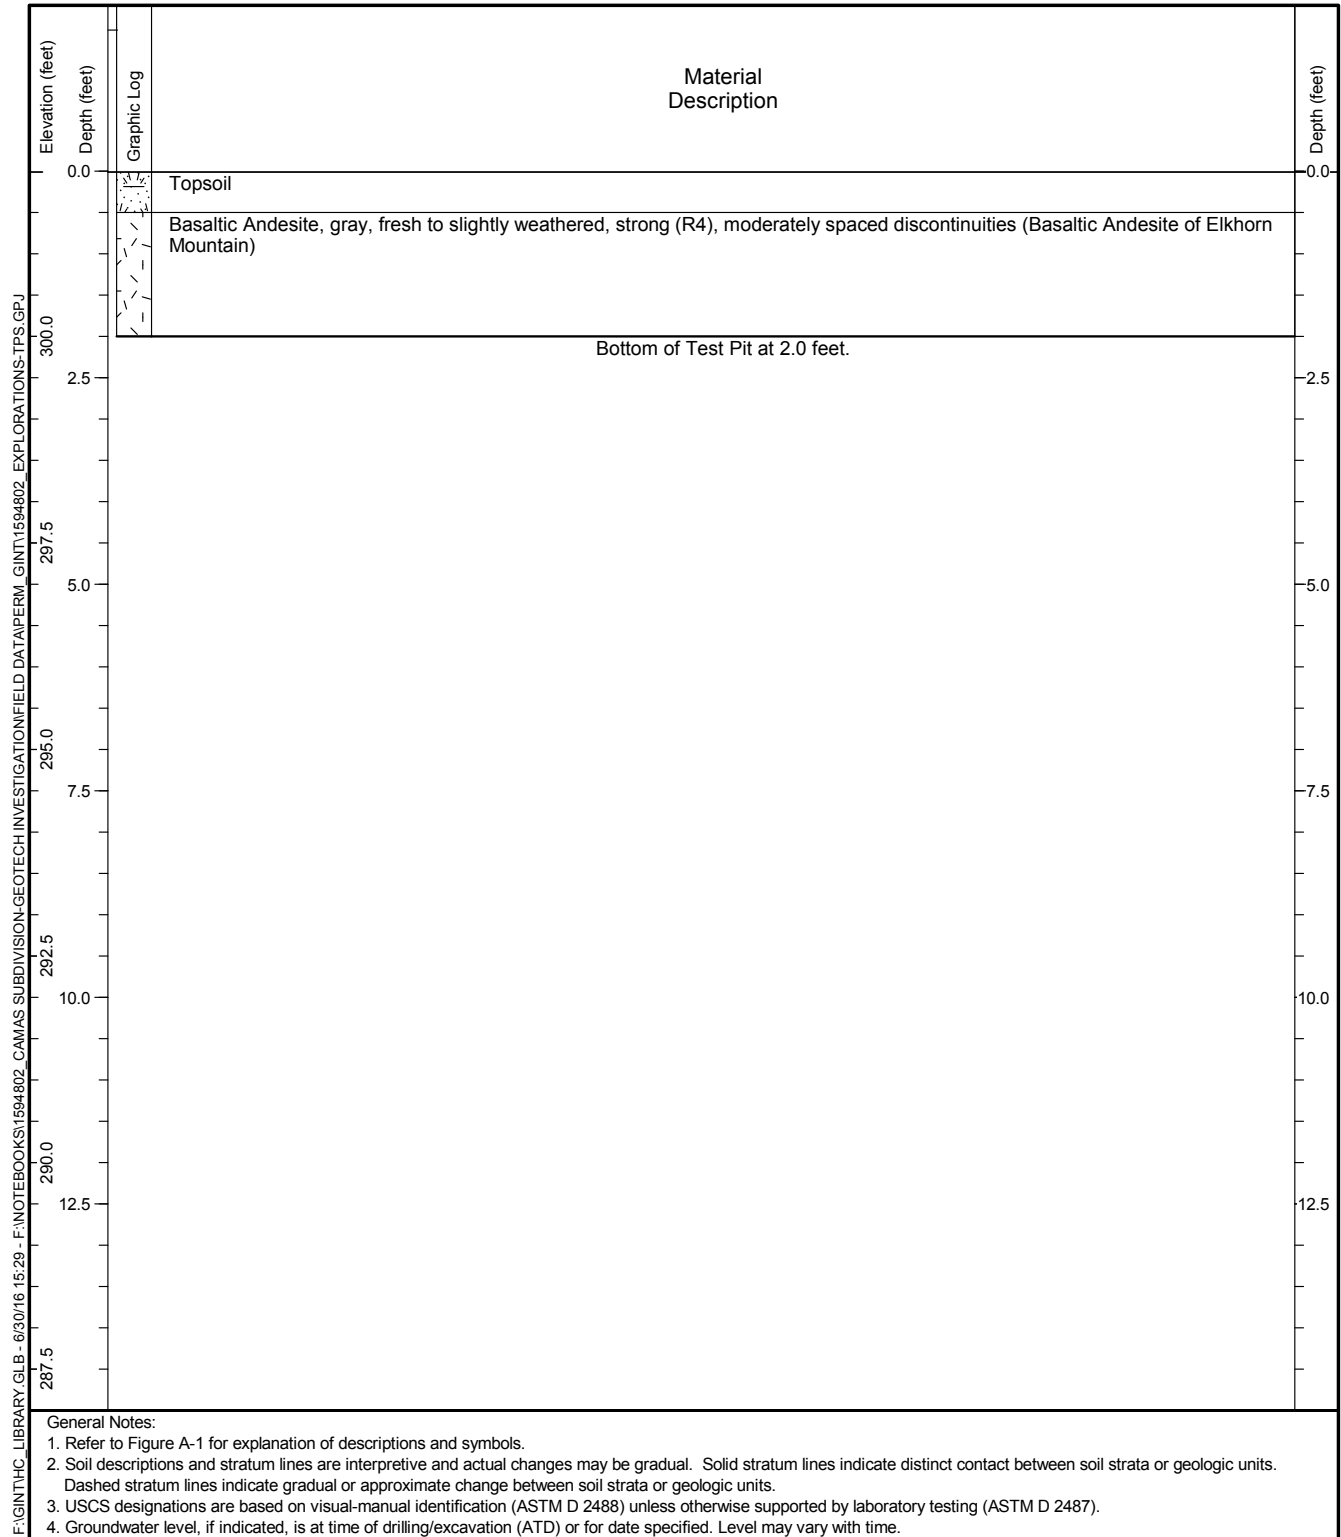 Elevation (feet)
Depth (feet)
Graphic Log
Material
Description
Depth (feet)
0.0
0.0
Topsoil
Basaltic Andesite, gray, fresh to slightly weathered, strong (R4), moderately spaced discontinuities (Basaltic Andesite of Elkhorn
Mountain)
300.0
Bottom of Test Pit at 2.0 feet.
2.5
2.5
297.5
5.0
5.0
295.0
7.5
7.5
292.5
10.0
10.0
290.0
12.5
12.5
287.5
General Notes:
1. Refer to Figure A-1 for explanation of descriptions and symbols.
2. Soil descriptions and stratum lines are interpretive and actual changes may be gradual.  Solid stratum lines indicate distinct contact between soil strata or geologic units.
Dashed stratum lines indicate gradual or approximate change between soil strata or geologic units.
3. USCS designations are based on visual-manual identification (ASTM D 2488) unless otherwise supported by laboratory testing (ASTM D 2487).
4. Groundwater level, if indicated, is at time of drilling/excavation (ATD) or for date specified. Level may vary with time.
F:\GINT\HC_LIBRARY.GLB - 6/30/16 15:29 - F:\NOTEBOOKS\1594802_CAMAS SUBDIVISION-GEOTECH INVESTIGATION\FIELD DATA\PERM_GINT\1594802_EXPLORATIONS-TPS.GPJ